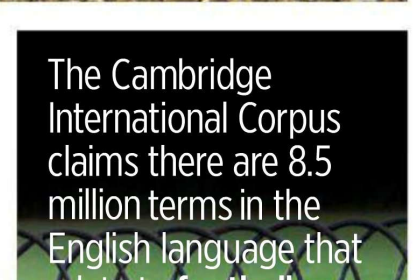 The Cambridge
International Corpus
claims there are 8.5
million terms in the
English language that